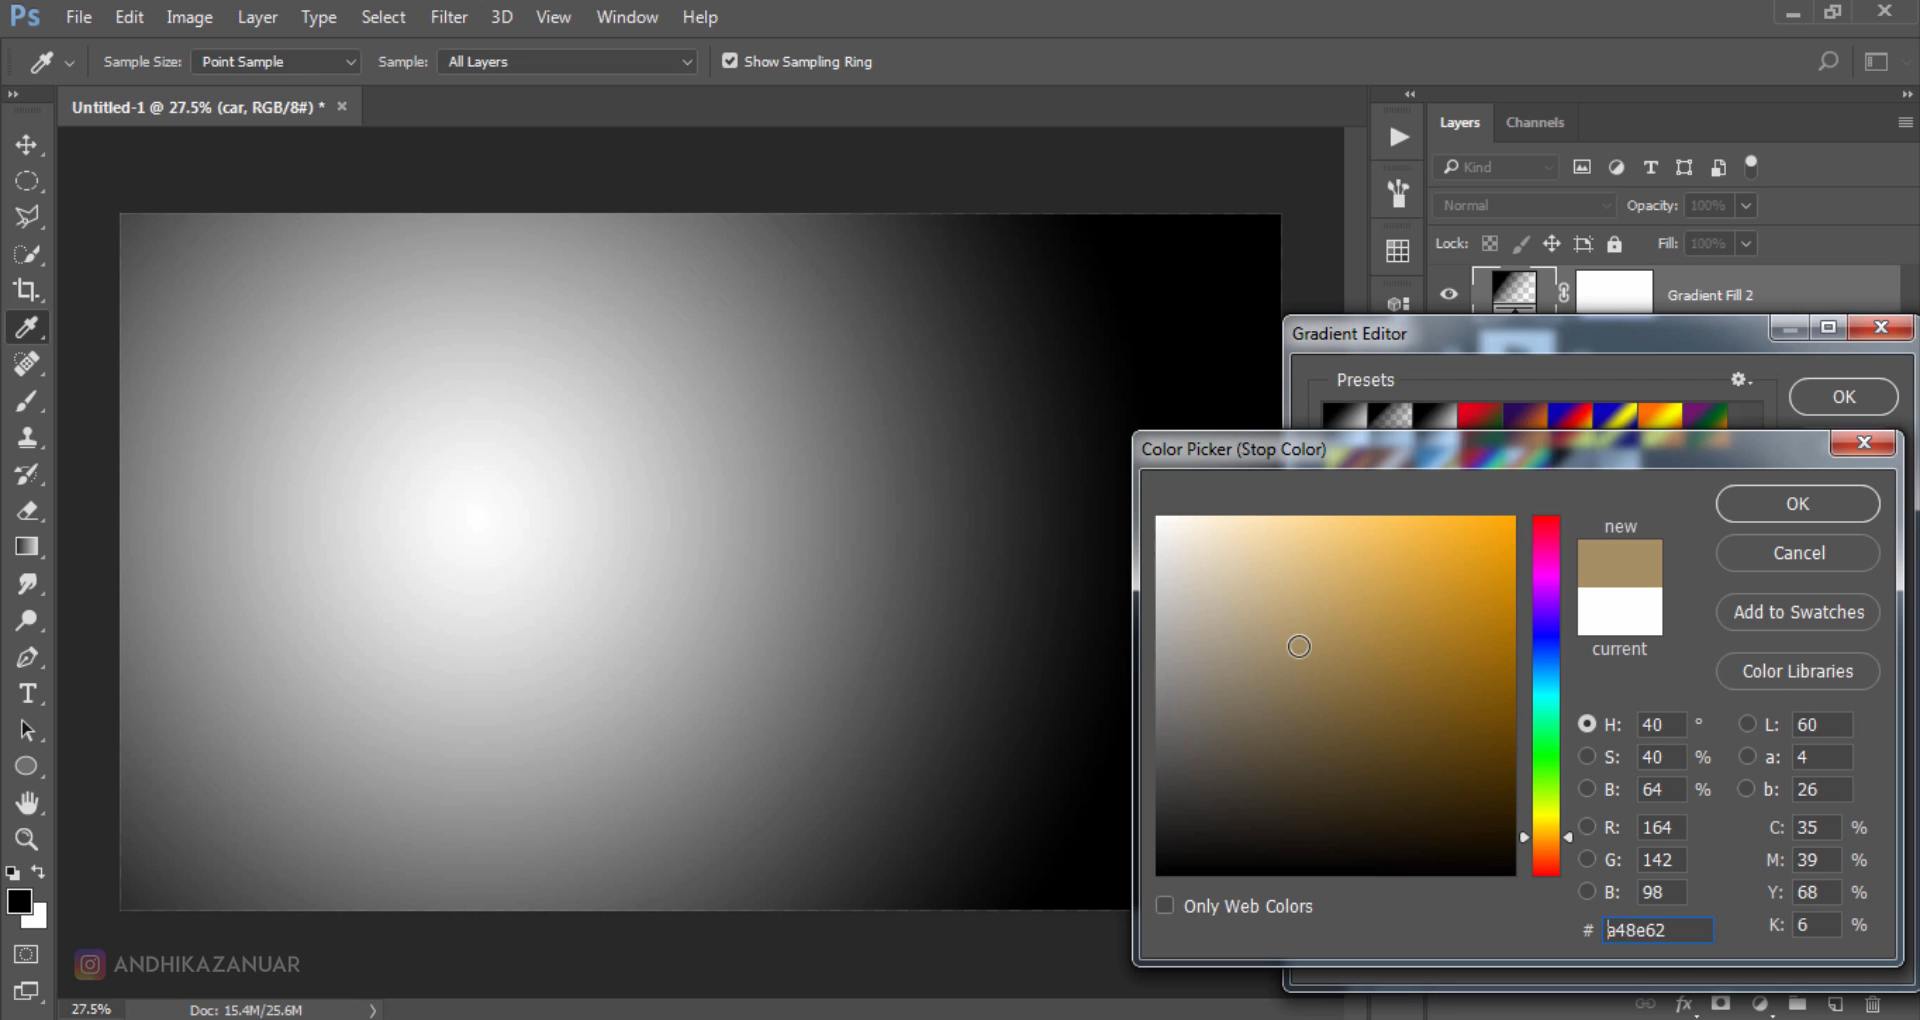 Ps File Edit Image Layer Type Select Filter 3D View Window Help
Sample Size: Point Sample Sample: All Layers Show Sampling Ring
Untitled-1 @ 27.5% (car, RGB/8#) *
Layers Channels
Kind
Normal Opacity: 100%
Lock: Fill: 100%
Gradient Fill 2
Gradient Editor
Presets
OK
Color Picker (Stop Color)
new
current
OK
Cancel
Add to Swatches
Color Libraries
H: 40 ° L: 60
S: 40 % a: 4
B: 64 % b: 26
R: 164 C: 35 %
G: 142 M: 39 %
B: 98 Y: 68 %
# a48e62 K: 6 %
Only Web Colors
ANDHIKAZANUAR
27.5% Doc: 15.4M/25.6M
fx